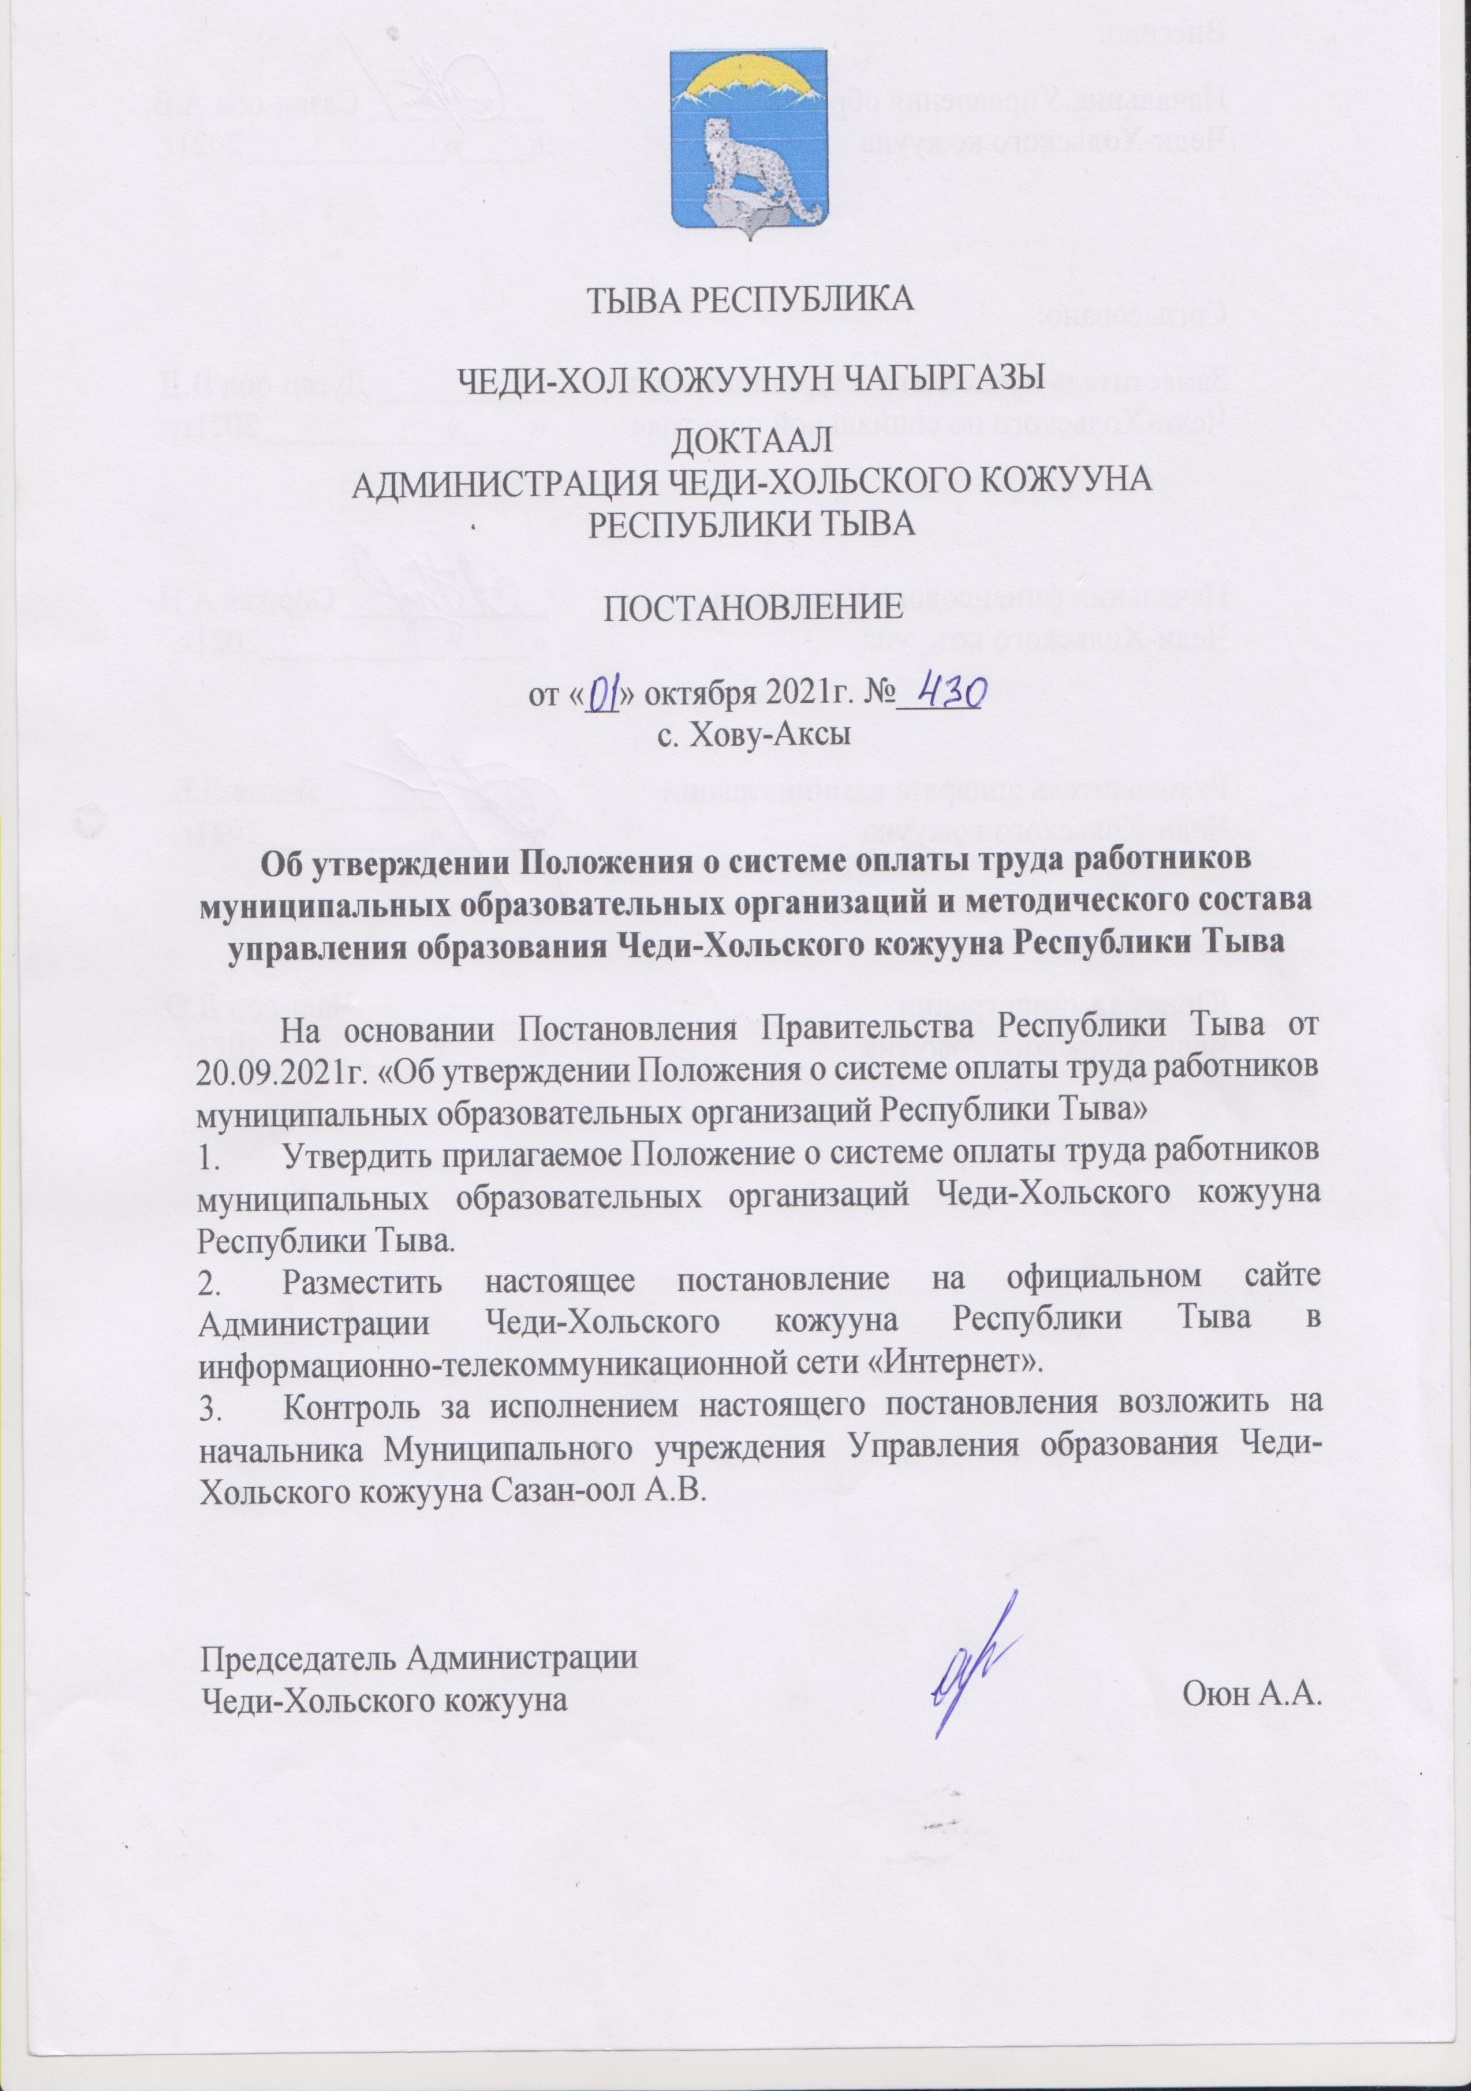 ТЫВА РЕСПУБЛИКА
ЧЕДИ-ХОЛ КОЖУУНУН ЧАГЫРГАЗЫ
ДОКТААЛ
АДМИНИСТРАЦИЯ ЧЕДИ-ХОЛЬСКОГО КОЖУУНА
РЕСПУБЛИКИ ТЫВА
ПОСТАНОВЛЕНИЕ
от «01» октября 2021г. № 430
с. Хову-Аксы
Об утверждении Положения о системе оплаты труда работников
муниципальных образовательных организаций и методического состава
управления образования Чеди-Хольского кожууна Республики Тыва
На основании Постановления Правительства Республики Тыва от
20.09.2021г. «Об утверждении Положения о системе оплаты труда работников
муниципальных образовательных организаций Республики Тыва»
1. Утвердить прилагаемое Положение о системе оплаты труда работников
муниципальных образовательных организаций Чеди-Хольского кожууна
Республики Тыва.
2. Разместить настоящее постановление на официальном сайте
Администрации Чеди-Хольского кожууна Республики Тыва в
информационно-телекоммуникационной сети «Интернет».
3. Контроль за исполнением настоящего постановления возложить на
начальника Муниципального учреждения Управления образования Чеди-
Хольского кожууна Сазан-оол А.В.
Председатель Администрации
Чеди-Хольского кожууна Оюн А.А.